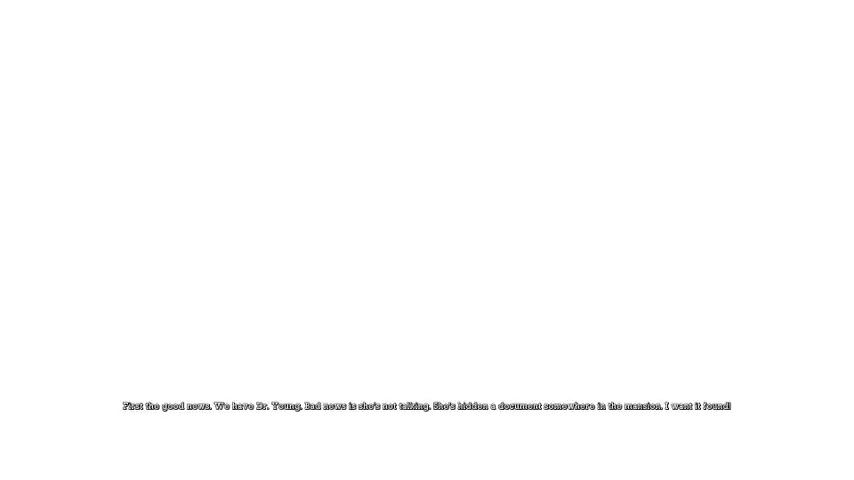 First the good news. We have Dr. Young. Bad news is she's not talking. She's hidden a document somewhere in the mansion. I want it found!